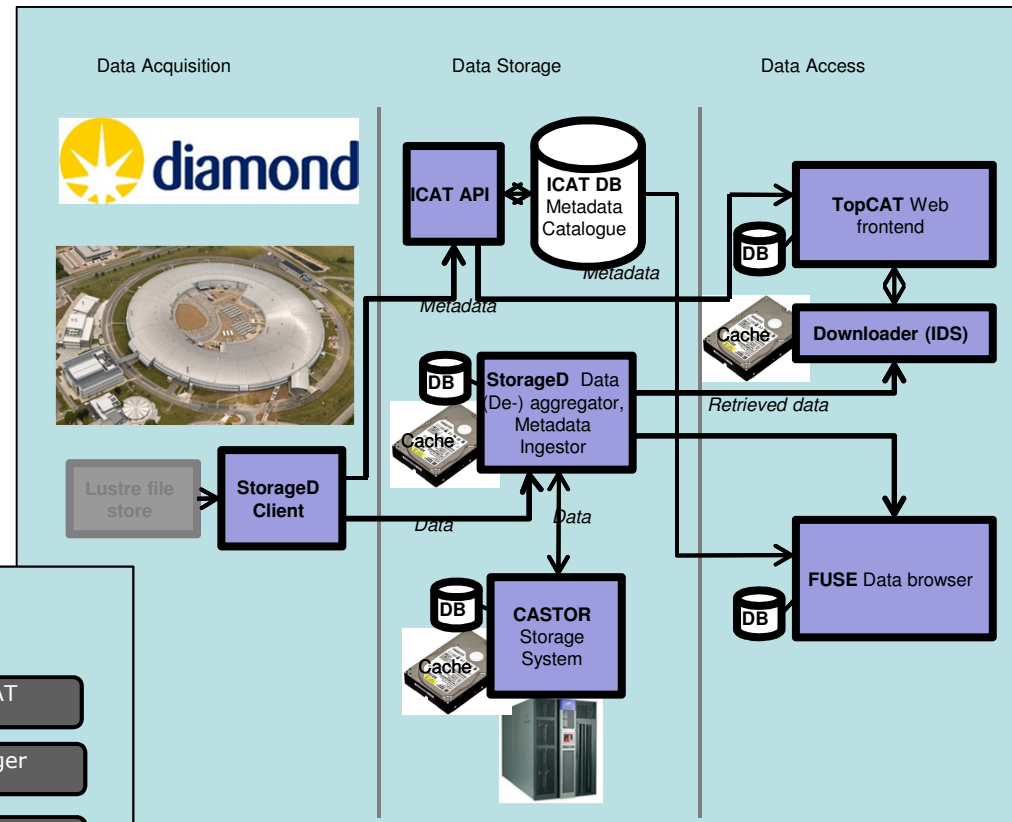 Data Acquisition
Data Storage
Data Access
diamond
ICAT API
ICAT DB
Metadata
Catalogue
TopCAT Web
frontend
DB
Metadata
Metadata
Cache
Downloader (IDS)
DB
StorageD Data
(De-) aggregator,
Metadata
Ingestor
Cache
Retrieved data
Lustre file
store
StorageD
Client
Data
Data
FUSE Data browser
DB
DB
CASTOR
Storage
System
Cache